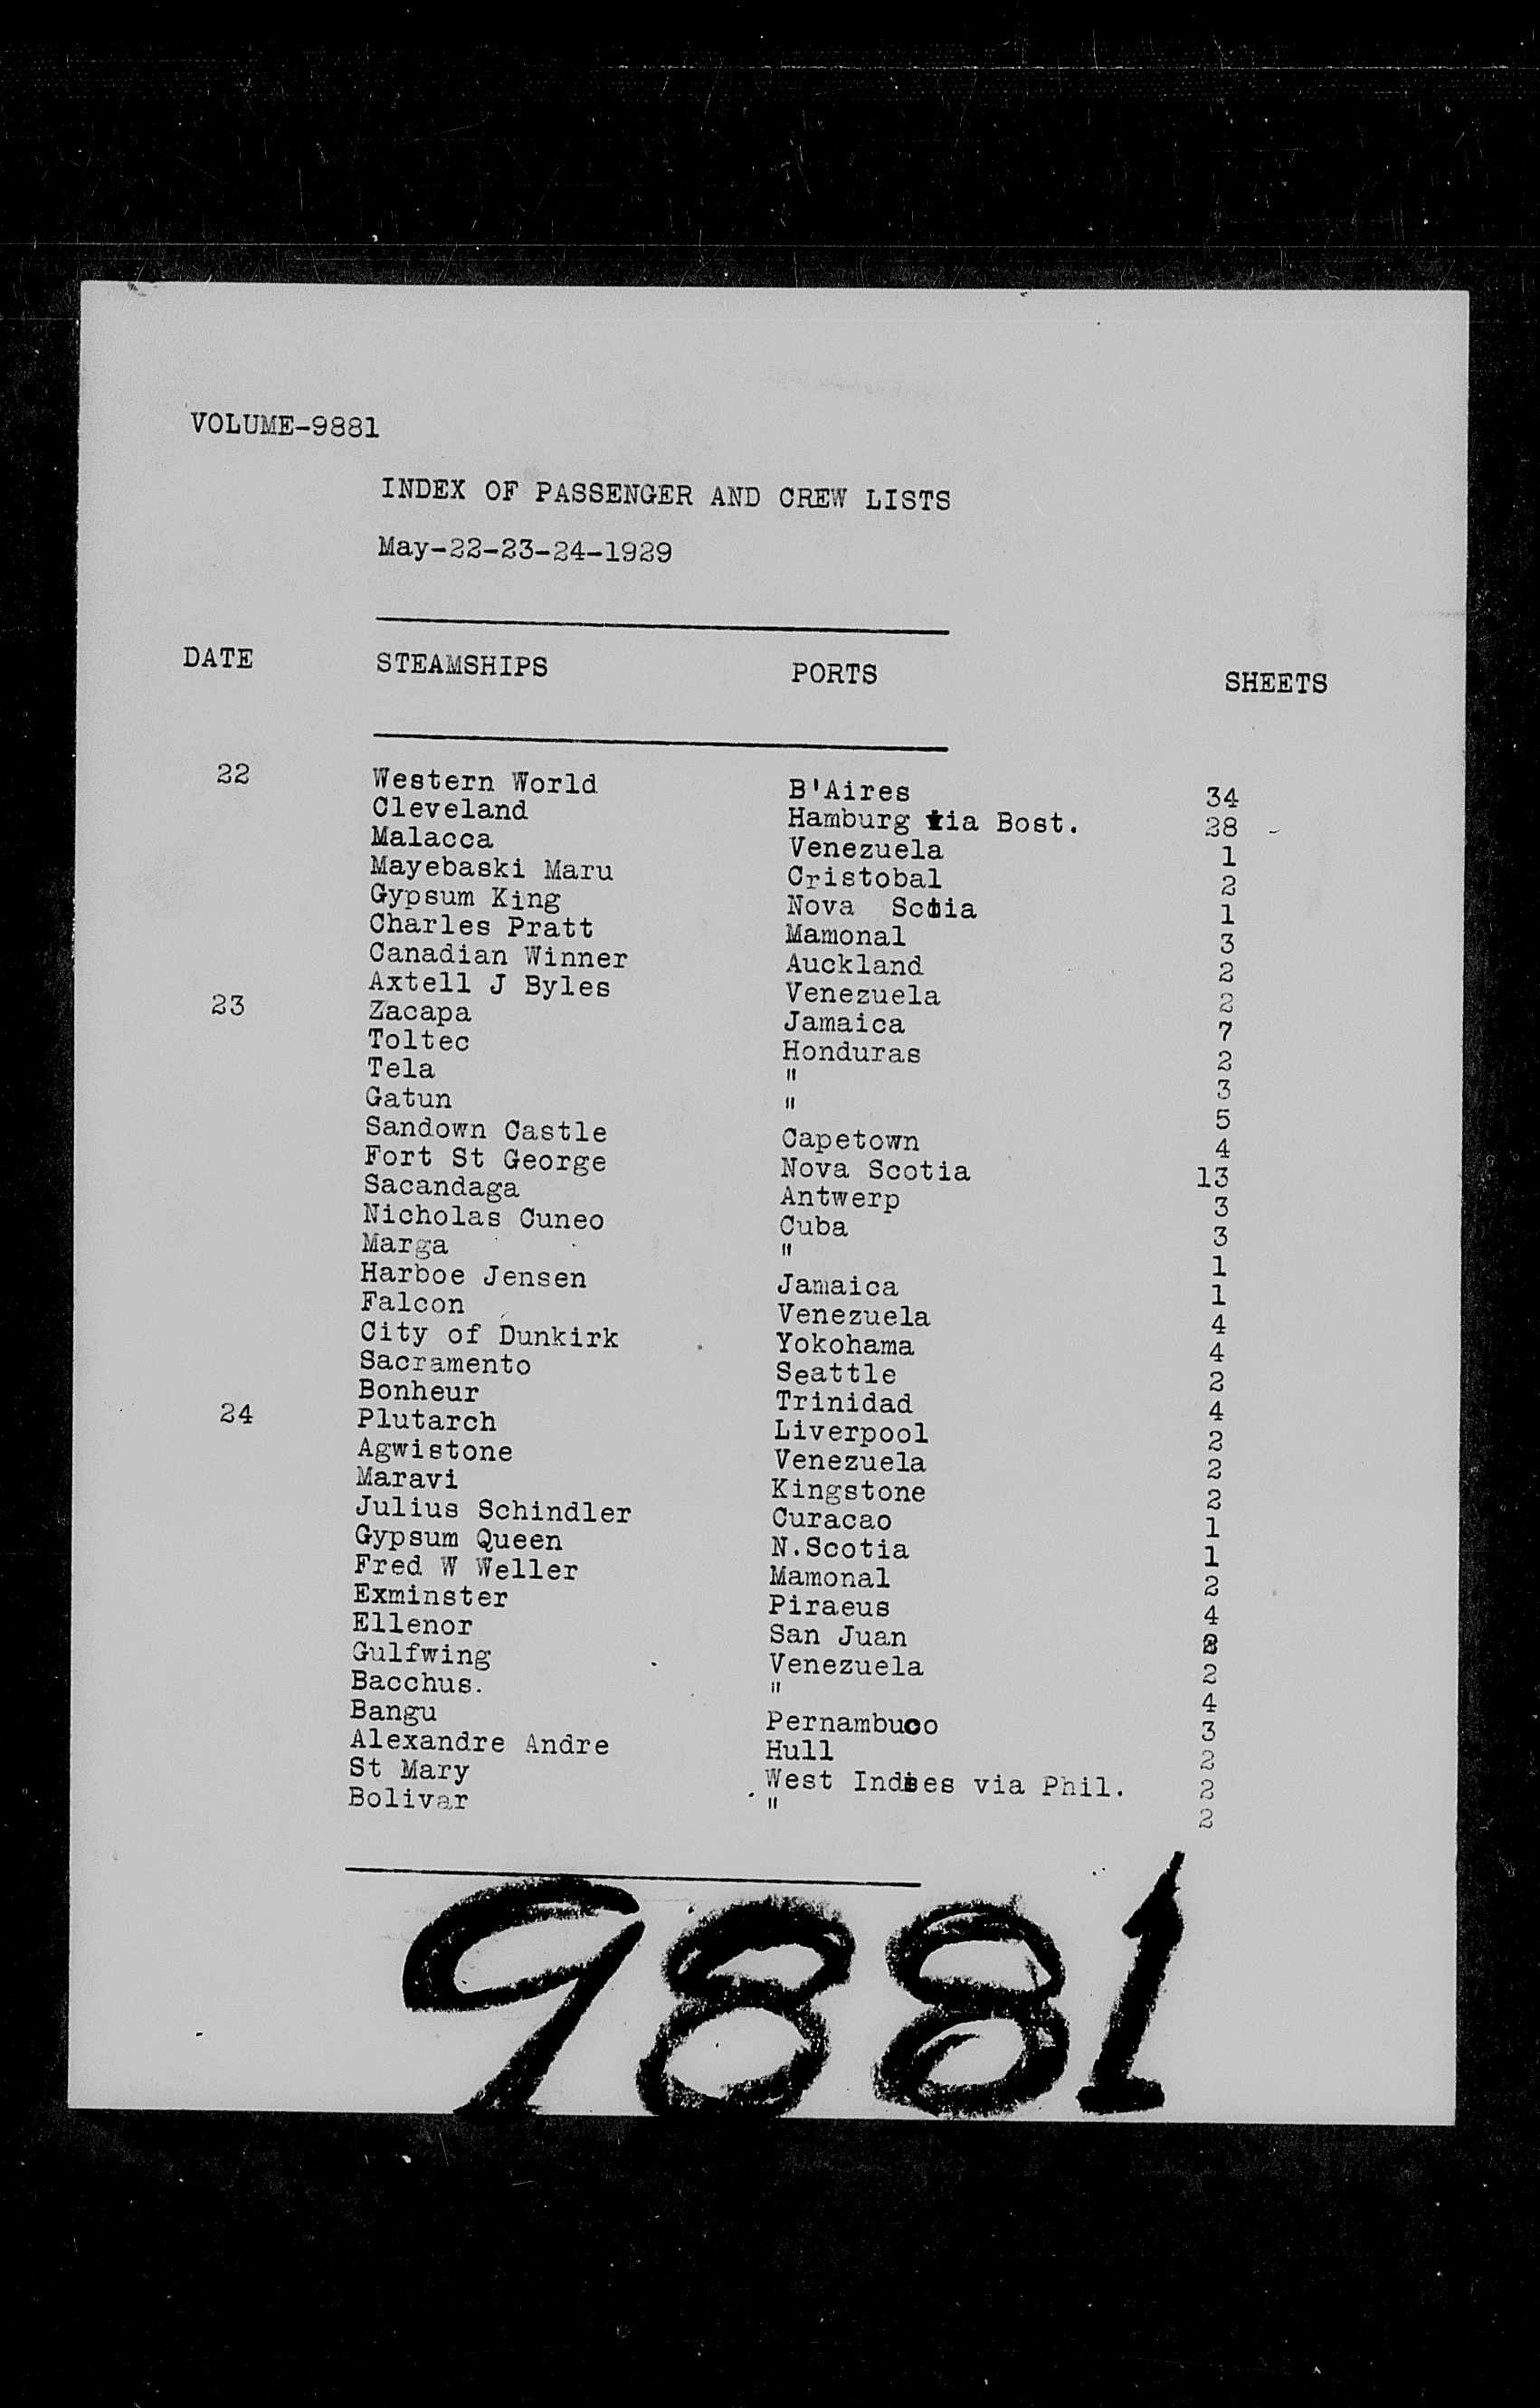 VOLUME-9881
INDEX OF PASSENGER AND CREW LISTS
May-22-23-24-1929
DATE STEAMSHIPS PORTS SHEETS
22 Western World B'Aires 34
Cleveland Hamburg via Bost. 28 -
Malacca Venezuela 1
Mayebaski Maru Cristobal 2
Gypsum King Nova Sctia 1
Charles Pratt Mamonal 3
Canadian Winner Auckland 2
Axtell J Byles Venezuela 2
23 Zacapa Jamaica 7
Toltec Honduras 2
Tela " 3
Gatun " 5
Sandown Castle Capetown 4
Fort St George Nova Scotia 13
Sacandaga Antwerp 3
Nicholas Cuneo Cuba 3
Marga " 1
Harboe Jensen Jamaica 1
Falcon Venezuela 4
City of Dunkirk Yokohama 4
Sacramento Seattle 2
Bonheur Trinidad 4
24 Plutarch Liverpool 2
Agwistone Venezuela 2
Maravi Kingstone 2
Julius Schindler Curacao 1
Gypsum Queen N.Scotia 1
Fred W Weller Mamonal 2
Exminster Piraeus 4
Ellenor San Juan
Gulfwing Venezuela 2
Bacchus. " 4
Bangu Pernambuco 3
Alexandre Andre Hull 2
St Mary West Indies via Phil. 2
Bolivar " 2
9881